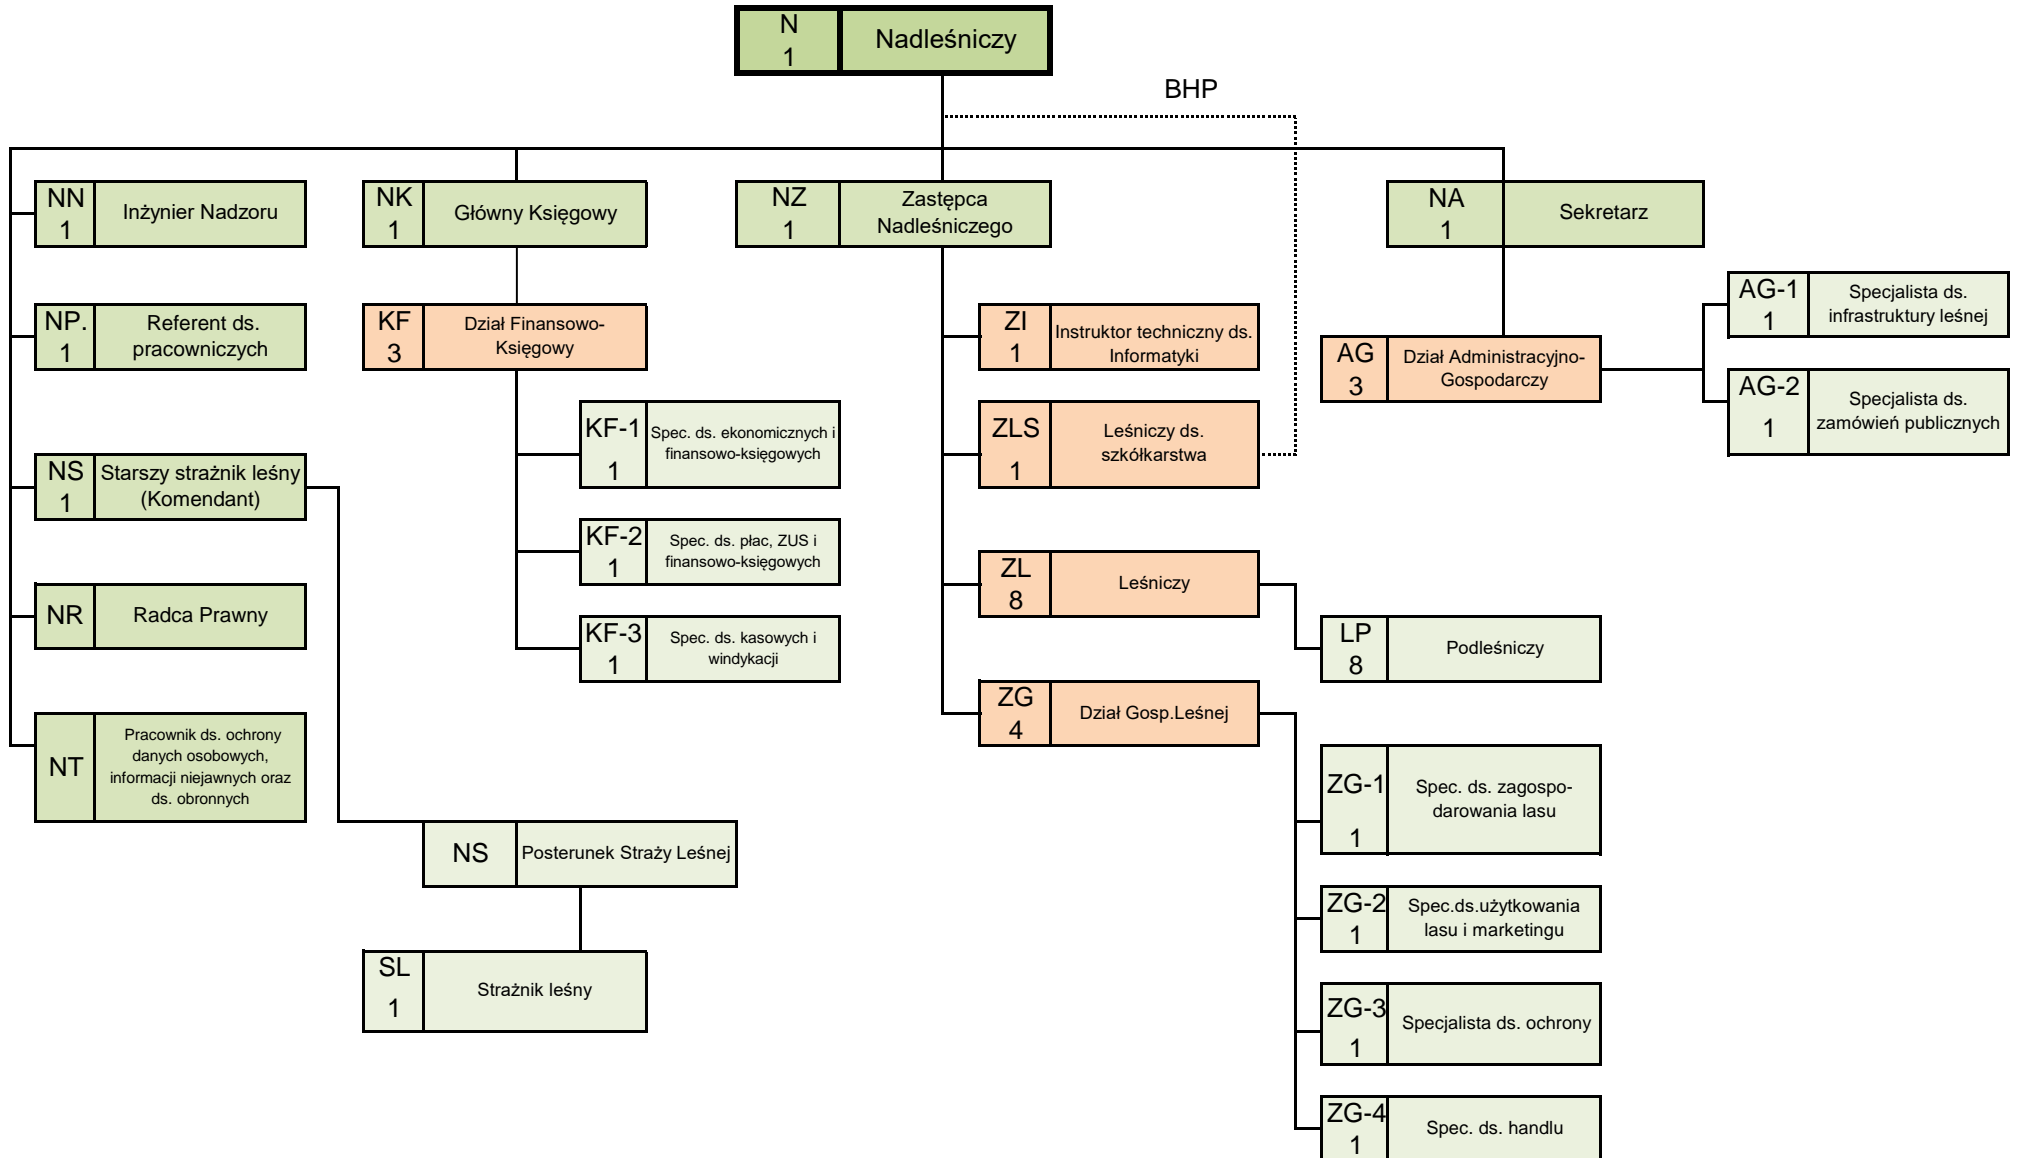 N
1
Nadleśniczy
BHP
NN
1
Inżynier Nadzoru
NK
1
Główny Księgowy
NZ
1
Zastępca
Nadleśniczego
NA
1
Sekretarz
NP.
1
Referent ds.
pracowniczych
KF
3
Dział Finansowo-
Księgowy
ZI
1
Instruktor techniczny ds.
Informatyki
AG
3
Dział Administracyjno-
Gospodarczy
AG-1
1
Specjalista ds.
infrastruktury leśnej
AG-2
1
Specjalista ds.
zamówień publicznych
NS
1
Starszy strażnik leśny
(Komendant)
KF-1
1
Spec. ds. ekonomicznych i
finansowo-księgowych
ZLS
1
Leśniczy ds.
szkółkarstwa
KF-2
1
Spec. ds. płac, ZUS i
finansowo-księgowych
ZL
8
Leśniczy
NR
Radca Prawny
KF-3
1
Spec. ds. kasowych i
windykacji
LP
8
Podleśniczy
ZG
4
Dział Gosp.Leśnej
NT
Pracownik ds. ochrony
danych osobowych,
informacji niejawnych oraz
ds. obronnych
ZG-1
1
Spec. ds. zagospo-
darowania lasu
NS
Posterunek Straży Leśnej
ZG-2
1
Spec.ds.użytkowania
lasu i marketingu
SL
1
Strażnik leśny
ZG-3
1
Specjalista ds. ochrony
ZG-4
1
Spec. ds. handlu